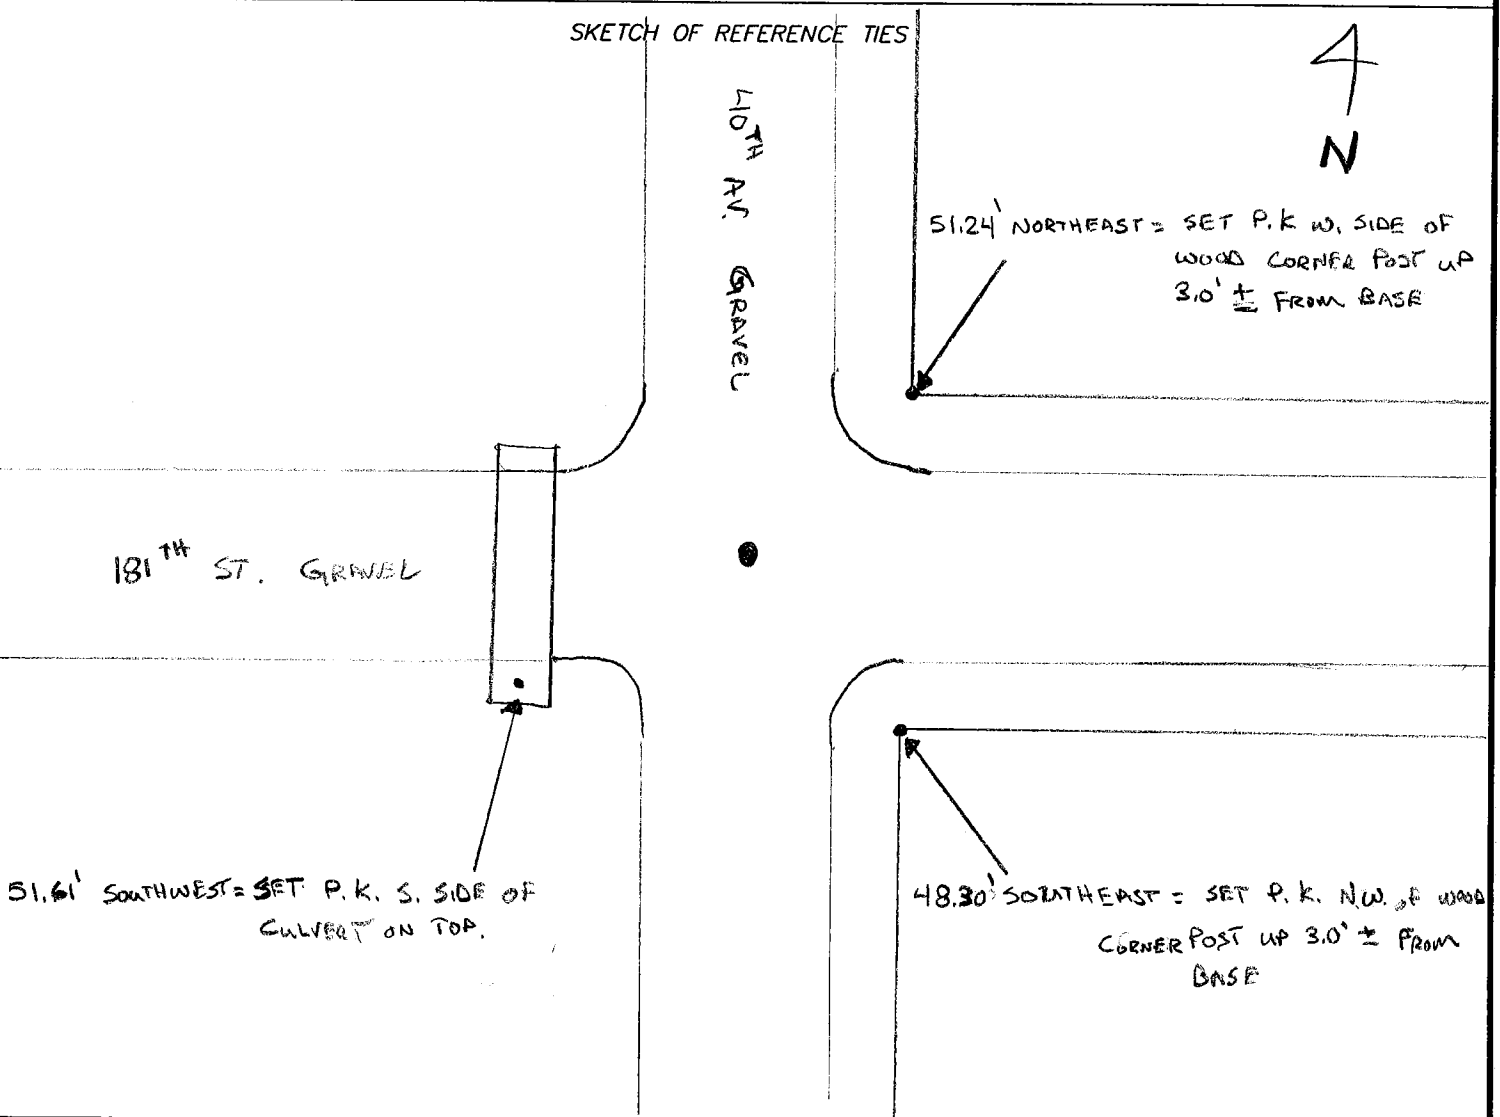 SKETCH OF REFERENCE TIES
N
40TH AV. GRAVEL
51.24' NORTHEAST = SET P.K W. SIDE OF
WOOD CORNER POST UP
3.0' ± FROM BASE
181TH ST. GRAVEL
51.61' SOUTHWEST = SET P.K. S. SIDE OF
CULVERT ON TOP.
48.30' SOUTHEAST = SET P.K. N.W. OF WOOD
CORNER POST UP 3.0' ± FROM
BASE